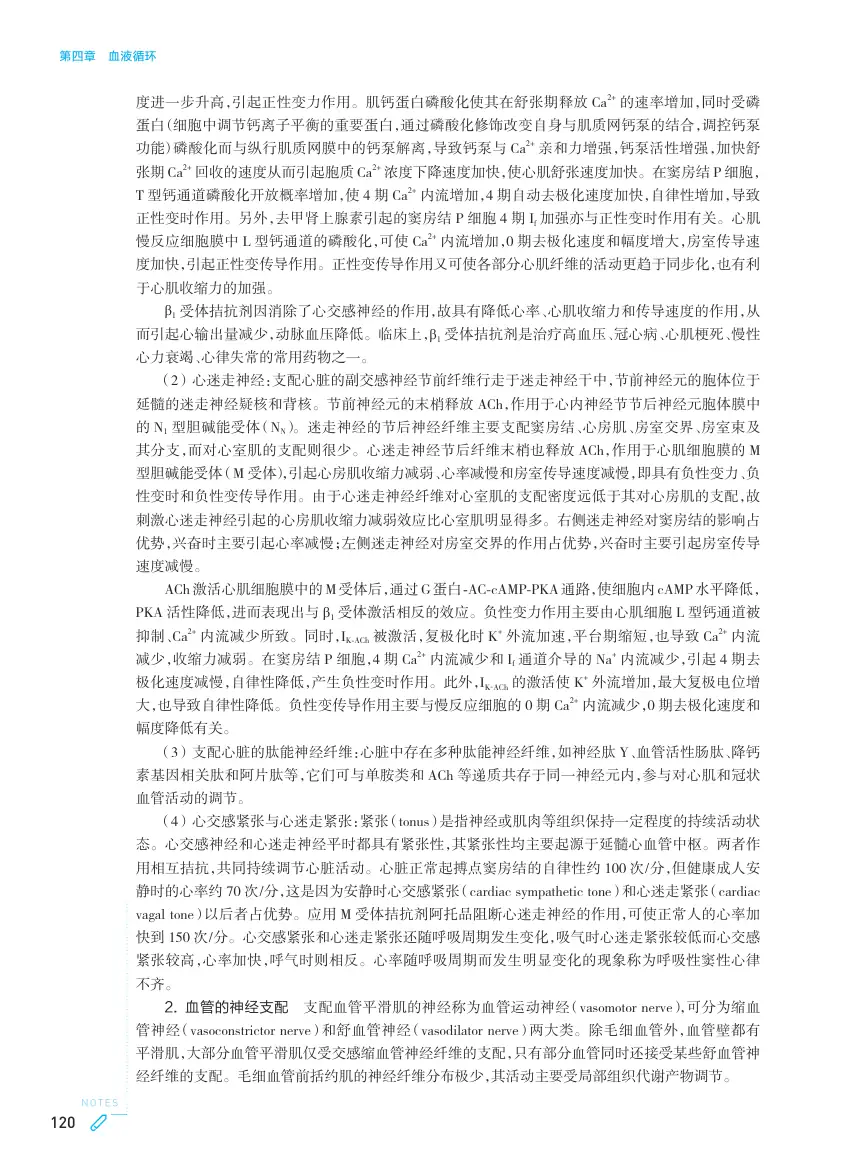 第四章 血液循环
度进一步升高,引起正性变力作用。肌钙蛋白磷酸化使其在舒张期释放 Ca²⁺ 的速率增加,同时受磷
蛋白(细胞中调节钙离子平衡的重要蛋白,通过磷酸化修饰改变自身与肌质网钙泵的结合,调控钙泵
功能)磷酸化而与纵行肌质网膜中的钙泵解离,导致钙泵与 Ca²⁺ 亲和力增强,钙泵活性增强,加快舒
张期 Ca²⁺ 回收的速度从而引起胞质 Ca²⁺ 浓度下降速度加快,使心肌舒张速度加快。在窦房结 P 细胞,
T 型钙通道磷酸化开放概率增加,使 4 期 Ca²⁺ 内流增加,4 期自动去极化速度加快,自律性增加,导致
正性变时作用。另外,去甲肾上腺素引起的窦房结 P 细胞 4 期 If 加强亦与正性变时作用有关。心肌
慢反应细胞膜中 L 型钙通道的磷酸化,可使 Ca²⁺ 内流增加,0 期去极化速度和幅度增大,房室传导速
度加快,引起正性变传导作用。正性变传导作用又可使各部分心肌纤维的活动更趋于同步化,也有利
于心肌收缩力的加强。
β₁ 受体拮抗剂因消除了心交感神经的作用,故具有降低心率、心肌收缩力和传导速度的作用,从
而引起心输出量减少,动脉血压降低。临床上,β₁ 受体拮抗剂是治疗高血压、冠心病、心肌梗死、慢性
心力衰竭、心律失常的常用药物之一。
(2)心迷走神经:支配心脏的副交感神经节前纤维行走于迷走神经干中,节前神经元的胞体位于
延髓的迷走神经疑核和背核。节前神经元的末梢释放 ACh,作用于心内神经节节后神经元胞体膜中
的 N₁ 型胆碱能受体(NN)。迷走神经的节后神经纤维主要支配窦房结、心房肌、房室交界、房室束及
其分支,而对心室肌的支配则很少。心迷走神经节后纤维末梢也释放 ACh,作用于心肌细胞膜的 M
型胆碱能受体(M 受体),引起心房肌收缩力减弱、心率减慢和房室传导速度减慢,即具有负性变力、负
性变时和负性变传导作用。由于心迷走神经纤维对心室肌的支配密度远低于其对心房肌的支配,故
刺激心迷走神经引起的心房肌收缩力减弱效应比心室肌明显得多。右侧迷走神经对窦房结的影响占
优势,兴奋时主要引起心率减慢;左侧迷走神经对房室交界的作用占优势,兴奋时主要引起房室传导
速度减慢。
ACh 激活心肌细胞膜中的 M 受体后,通过 G 蛋白-AC-cAMP-PKA 通路,使细胞内 cAMP 水平降低,
PKA 活性降低,进而表现出与 β₁ 受体激活相反的效应。负性变力作用主要由心肌细胞 L 型钙通道被
抑制、Ca²⁺ 内流减少所致。同时,IK-ACh 被激活,复极化时 K⁺ 外流加速,平台期缩短,也导致 Ca²⁺ 内流
减少,收缩力减弱。在窦房结 P 细胞,4 期 Ca²⁺ 内流减少和 If 通道介导的 Na⁺ 内流减少,引起 4 期去
极化速度减慢,自律性降低,产生负性变时作用。此外,IK-ACh 的激活使 K⁺ 外流增加,最大复极电位增
大,也导致自律性降低。负性变传导作用主要与慢反应细胞的 0 期 Ca²⁺ 内流减少,0 期去极化速度和
幅度降低有关。
(3)支配心脏的肽能神经纤维:心脏中存在多种肽能神经纤维,如神经肽 Y、血管活性肠肽、降钙
素基因相关肽和阿片肽等,它们可与单胺类和 ACh 等递质共存于同一神经元内,参与对心肌和冠状
血管活动的调节。
(4)心交感紧张与心迷走紧张:紧张(tonus)是指神经或肌肉等组织保持一定程度的持续活动状
态。心交感神经和心迷走神经平时都具有紧张性,其紧张性均主要起源于延髓心血管中枢。两者作
用相互拮抗,共同持续调节心脏活动。心脏正常起搏点窦房结的自律性约 100 次/分,但健康成人安
静时的心率约 70 次/分,这是因为安静时心交感紧张(cardiac sympathetic tone)和心迷走紧张(cardiac
vagal tone)以后者占优势。应用 M 受体拮抗剂阿托品阻断心迷走神经的作用,可使正常人的心率加
快到 150 次/分。心交感紧张和心迷走紧张还随呼吸周期发生变化,吸气时心迷走紧张较低而心交感
紧张较高,心率加快,呼气时则相反。心率随呼吸周期而发生明显变化的现象称为呼吸性窦性心律
不齐。
2. 血管的神经支配 支配血管平滑肌的神经称为血管运动神经(vasomotor nerve),可分为缩血
管神经(vasoconstrictor nerve)和舒血管神经(vasodilator nerve)两大类。除毛细血管外,血管壁都有
平滑肌,大部分血管平滑肌仅受交感缩血管神经纤维的支配,只有部分血管同时还接受某些舒血管神
经纤维的支配。毛细血管前括约肌的神经纤维分布极少,其活动主要受局部组织代谢产物调节。
NOTES
120